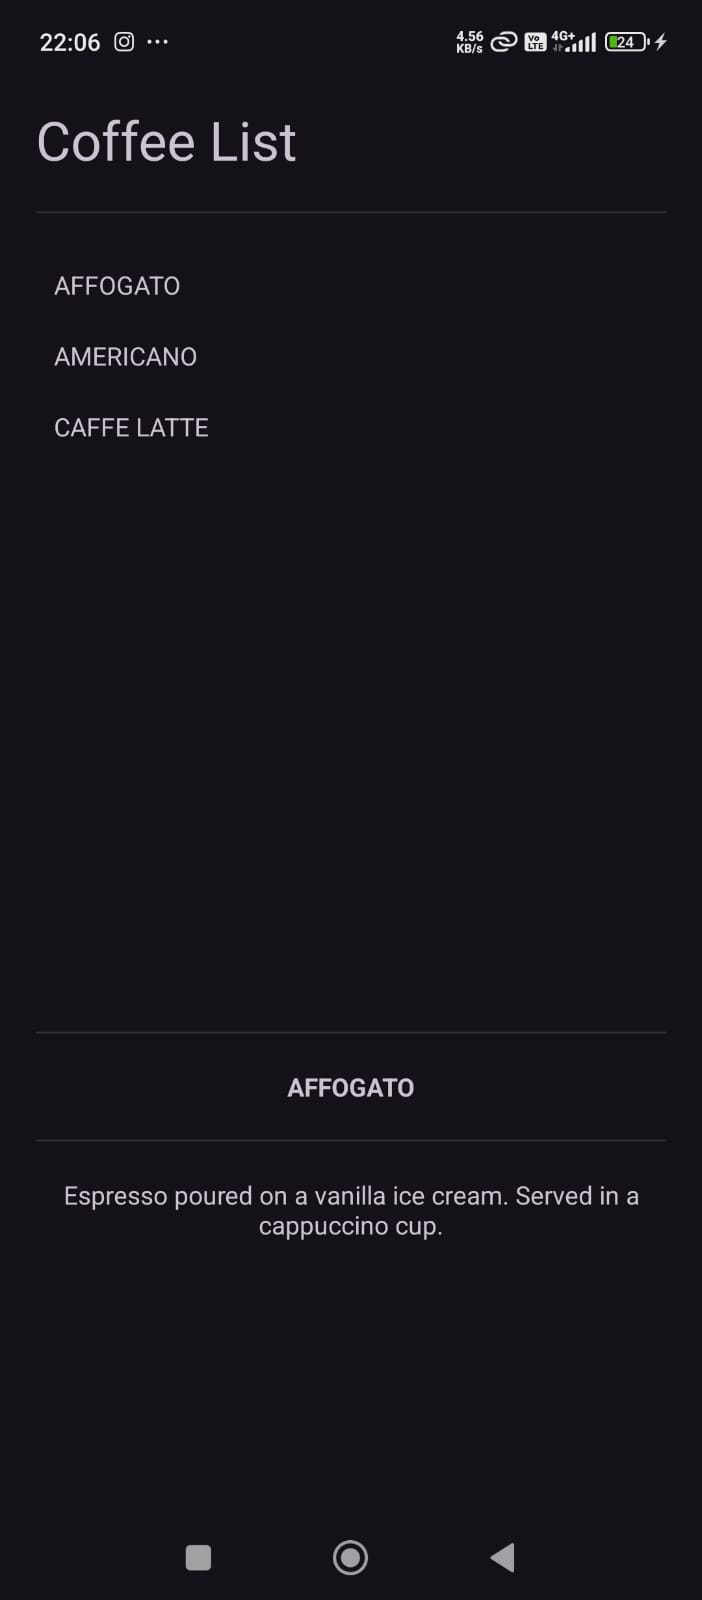 22:06
4.56
KB/s
Vo
LTE
4G+
24
Coffee List
AFFOGATO
AMERICANO
CAFFE LATTE
AFFOGATO
Espresso poured on a vanilla ice cream. Served in a
cappuccino cup.